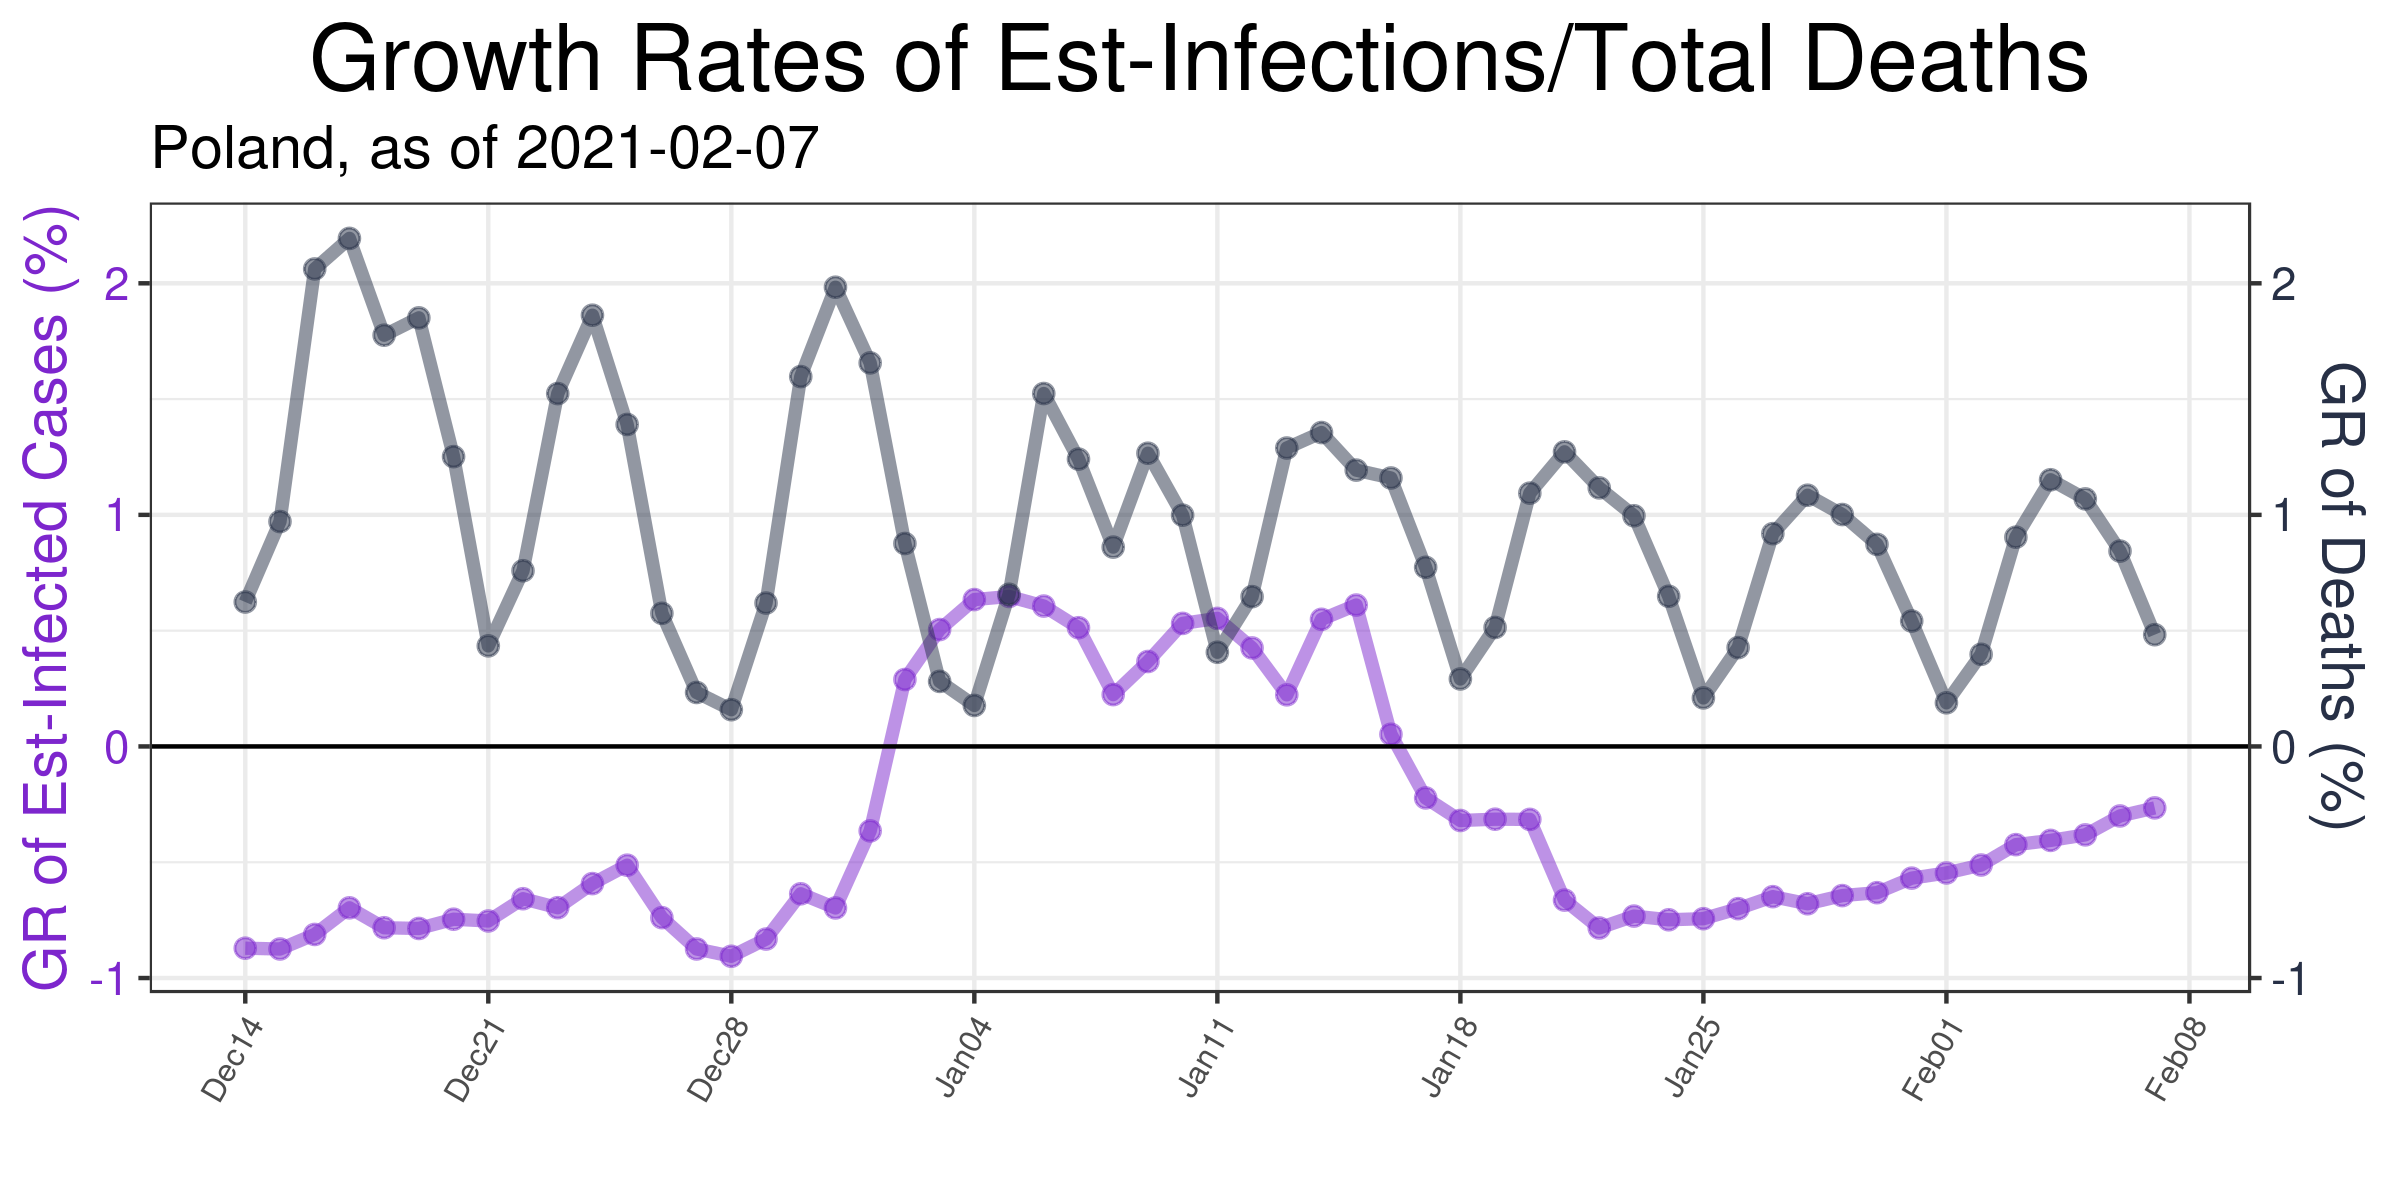 Growth Rates of Est-Infections/Total Deaths
Poland, as of 2021-02-07
GR of Est-Infected Cases (%)
2
1
0
-1
2
1
0
-1
GR of Deaths (%)
Dec14
Dec21
Dec28
Jan04
Jan11
Jan18
Jan25
Feb01
Feb08